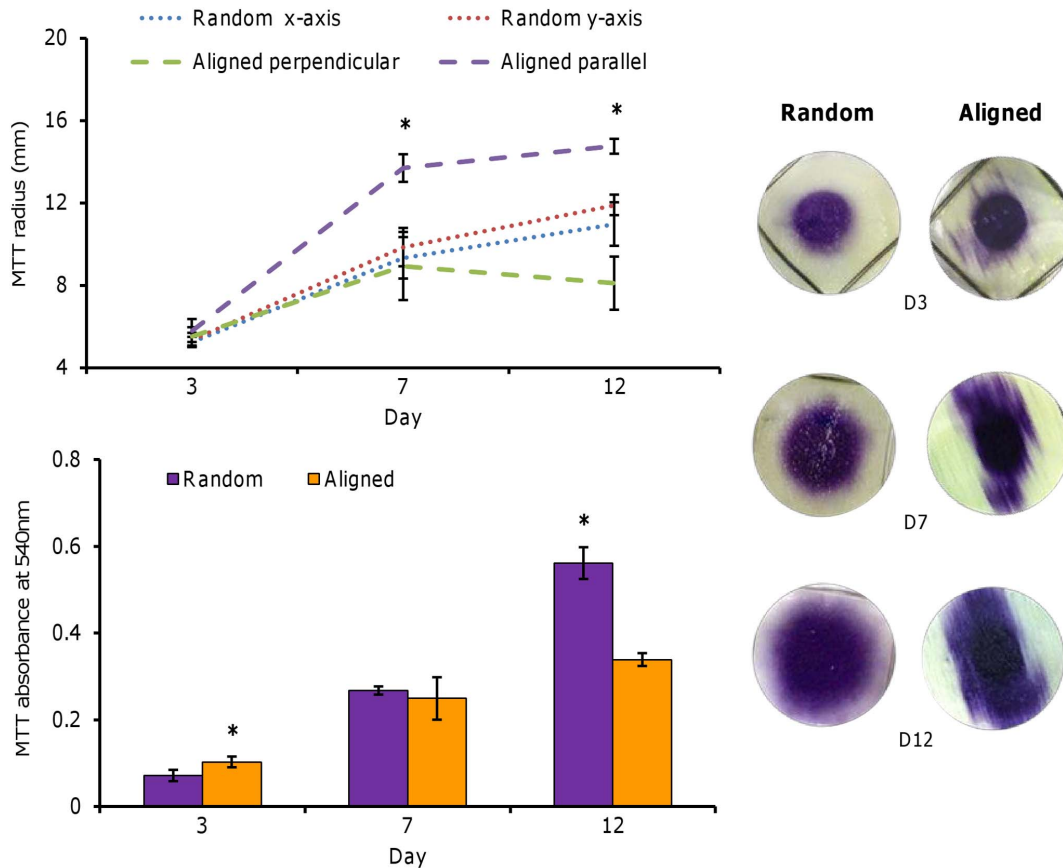 Random x-axis
Random y-axis
Aligned perpendicular
Aligned parallel
20
16
12
8
4
MTT radius (mm)
*
*
3
7
12
Day
Random
Aligned
D3
D7
D12
0.8
0.6
0.4
0.2
0
MTT absorbance at 540nm
Random
Aligned
*
*
3
7
12
Day